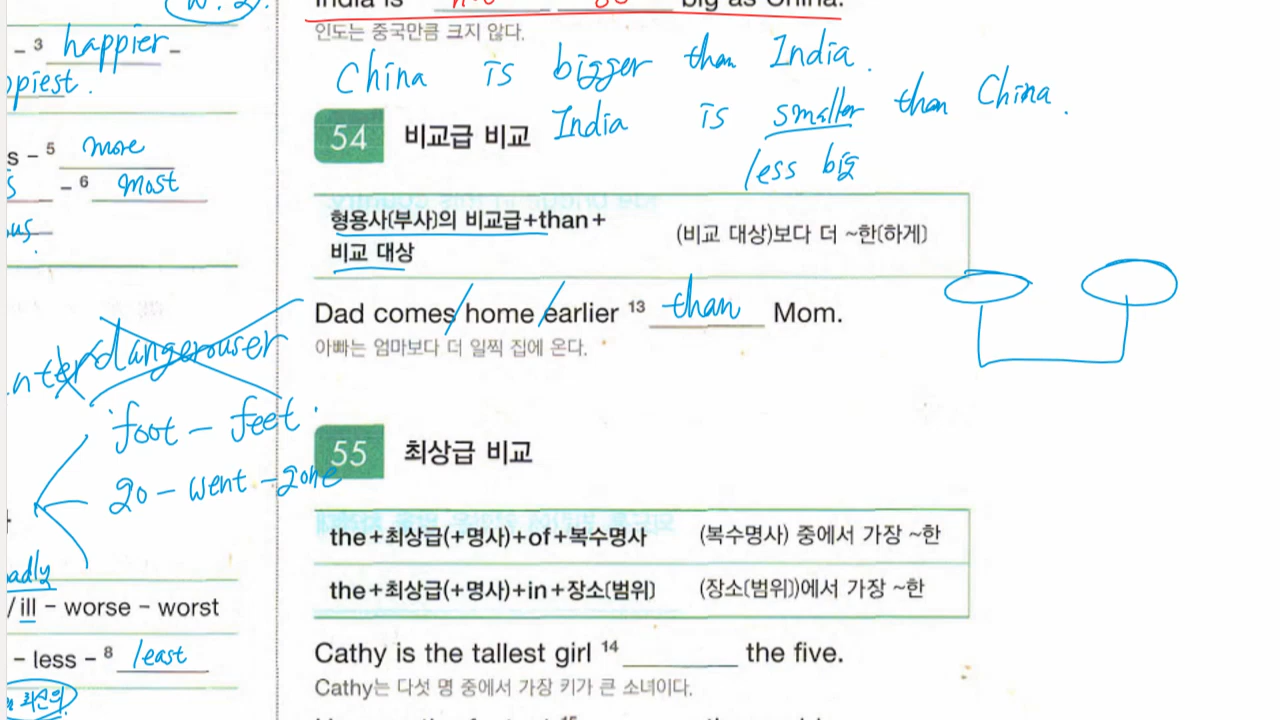 India is not so big as China.
인도는 중국만큼 크지 않다.
China is bigger than India.
India is smaller than China.
less big
54 비교급 비교
형용사(부사)의 비교급+than+
비교 대상
(비교 대상)보다 더 ~한(하게)
Dad comes home earlier 13 than Mom.
아빠는 엄마보다 더 일찍 집에 온다.
55 최상급 비교
the+최상급(+명사)+of+복수명사 (복수명사) 중에서 가장 ~한
the+최상급(+명사)+in+장소(범위) (장소(범위))에서 가장 ~한
Cathy is the tallest girl 14 the five.
Cathy는 다섯 명 중에서 가장 키가 큰 소녀이다.
- 3 happier -
ppiest.
s - 5 more
- 6 most
us.
dangerouser
foot - feet.
go - went - gone
adly
/ill - worse - worst
- less - 8 least
최신의